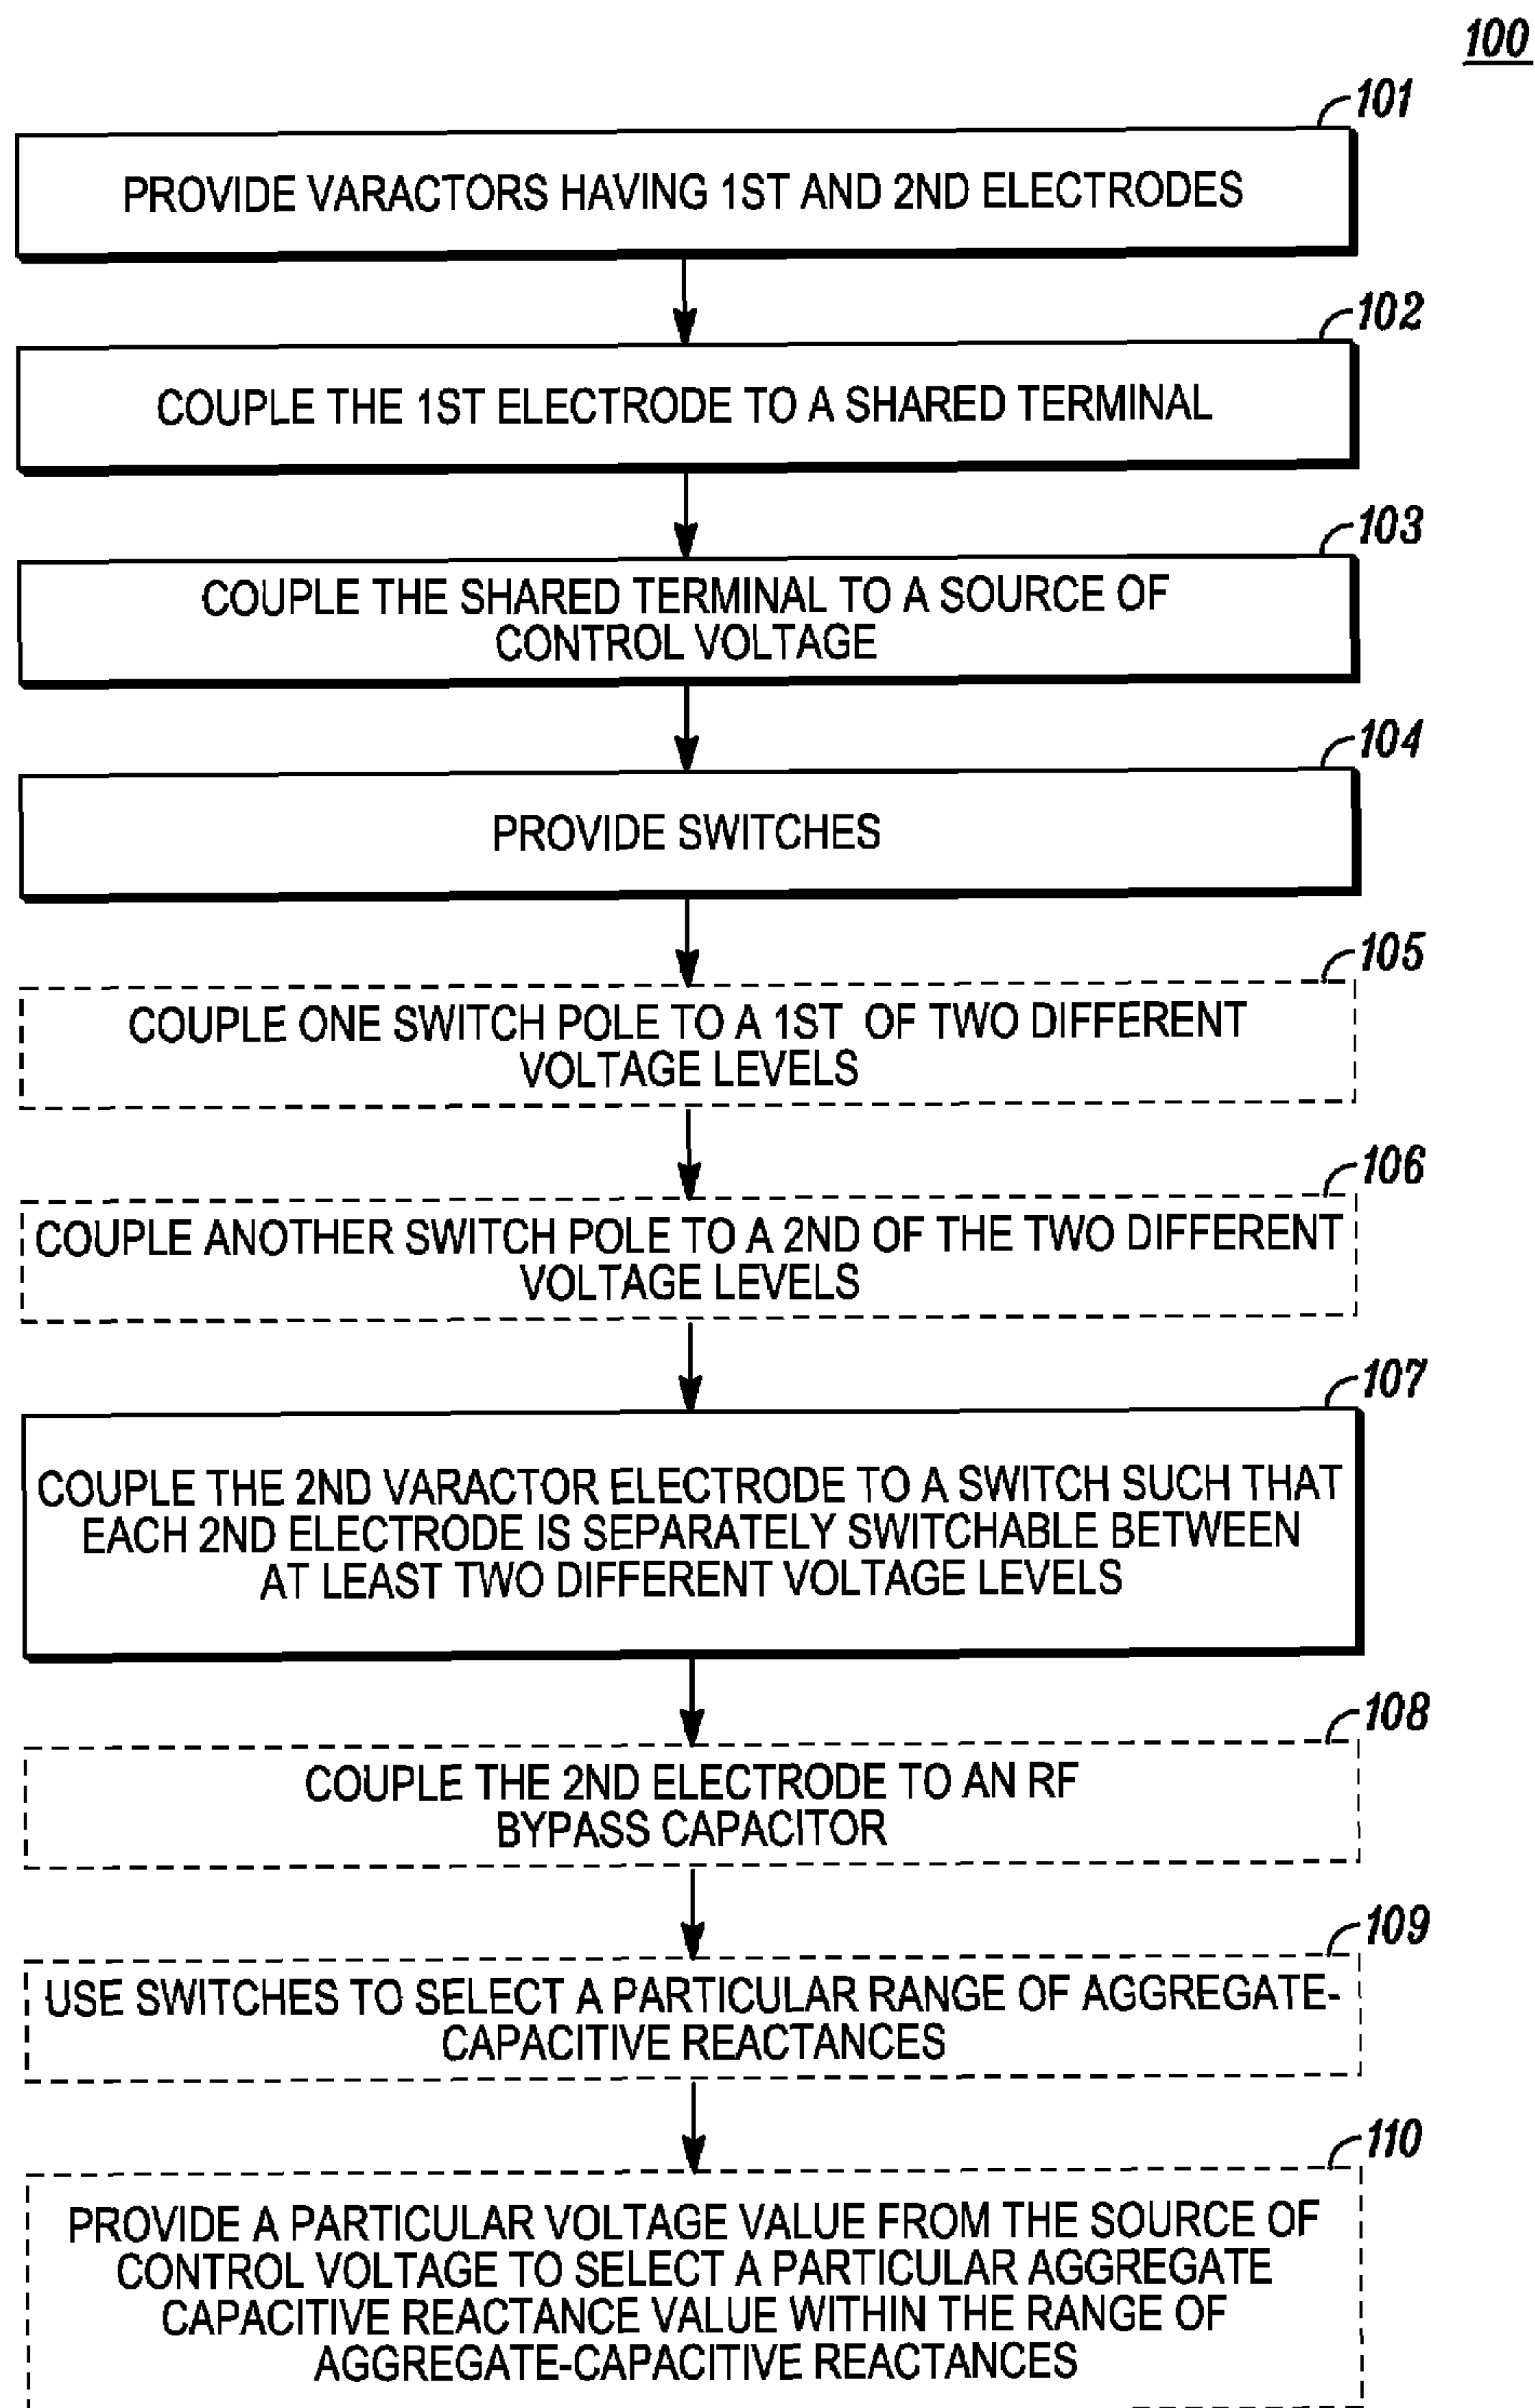 100
101
PROVIDE VARACTORS HAVING 1ST AND 2ND ELECTRODES
102
COUPLE THE 1ST ELECTRODE TO A SHARED TERMINAL
103
COUPLE THE SHARED TERMINAL TO A SOURCE OF
CONTROL VOLTAGE
104
PROVIDE SWITCHES
105
COUPLE ONE SWITCH POLE TO A 1ST OF TWO DIFFERENT
VOLTAGE LEVELS
106
COUPLE ANOTHER SWITCH POLE TO A 2ND OF THE TWO DIFFERENT
VOLTAGE LEVELS
107
COUPLE THE 2ND VARACTOR ELECTRODE TO A SWITCH SUCH THAT
EACH 2ND ELECTRODE IS SEPARATELY SWITCHABLE BETWEEN
AT LEAST TWO DIFFERENT VOLTAGE LEVELS
108
COUPLE THE 2ND ELECTRODE TO AN RF
BYPASS CAPACITOR
109
USE SWITCHES TO SELECT A PARTICULAR RANGE OF AGGREGATE-
CAPACITIVE REACTANCES
110
PROVIDE A PARTICULAR VOLTAGE VALUE FROM THE SOURCE OF
CONTROL VOLTAGE TO SELECT A PARTICULAR AGGREGATE
CAPACITIVE REACTANCE VALUE WITHIN THE RANGE OF
AGGREGATE-CAPACITIVE REACTANCES